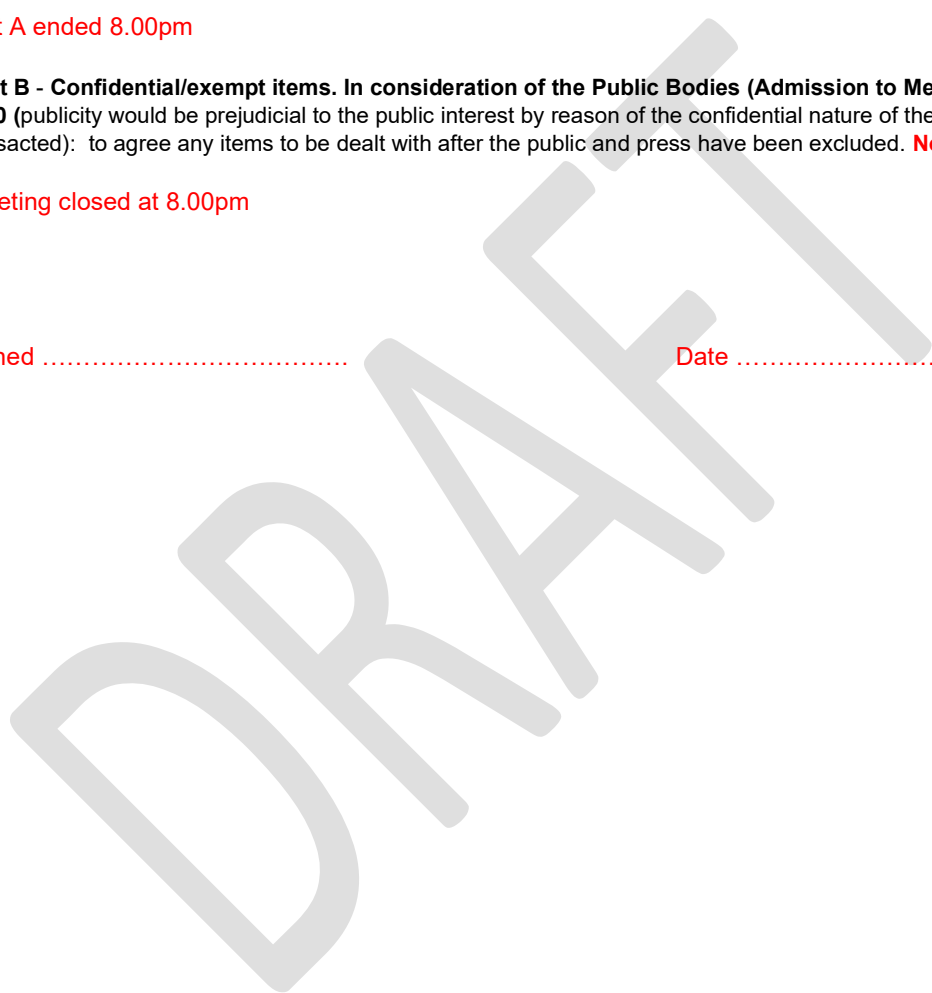 t A ended 8.00pm
t B - Confidential/exempt items. In consideration of the Public Bodies (Admission to Me
0 (publicity would be prejudicial to the public interest by reason of the confidential nature of the
sacted): to agree any items to be dealt with after the public and press have been excluded. N
eting closed at 8.00pm
ned ………………………………. Date …………………….
DRAFT